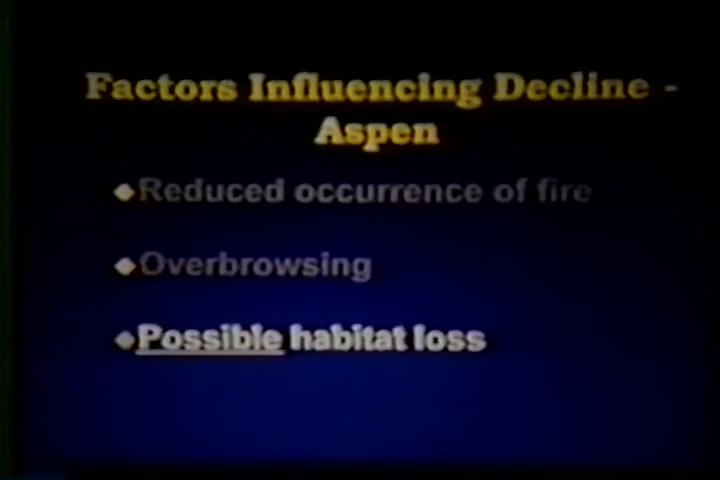 Factors Influencing Decline -
Aspen
Reduced occurrence of fire
Overbrowsing
Possible habitat loss